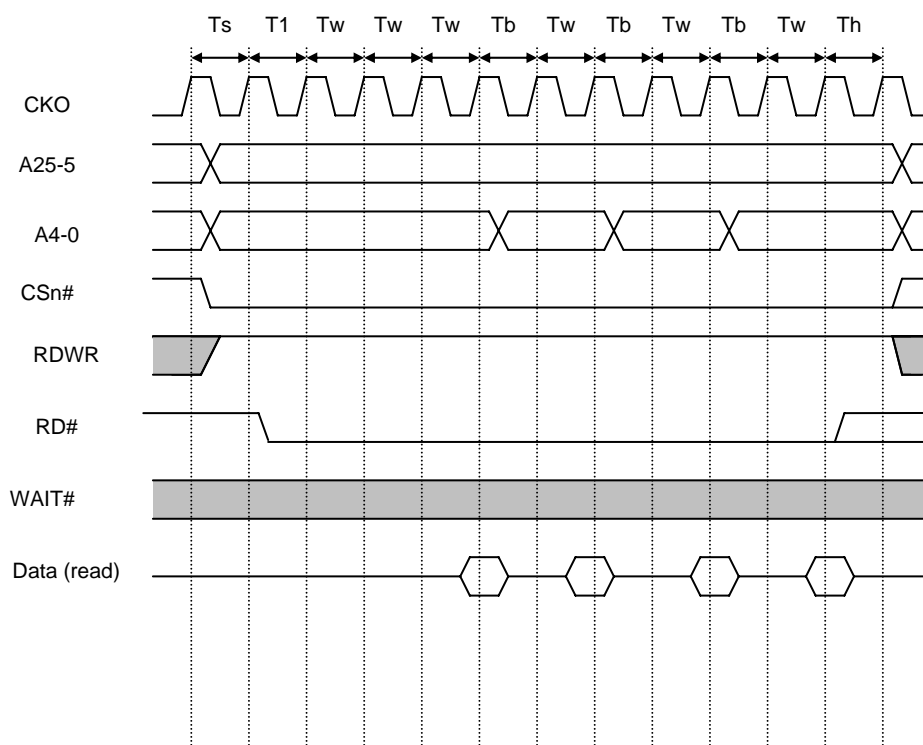 Ts T1 Tw Tw Tw Tb Tw Tb Tw Tb Tw Th
CKO
A25-5
A4-0
CSn#
RDWR
RD#
WAIT#
Data (read)